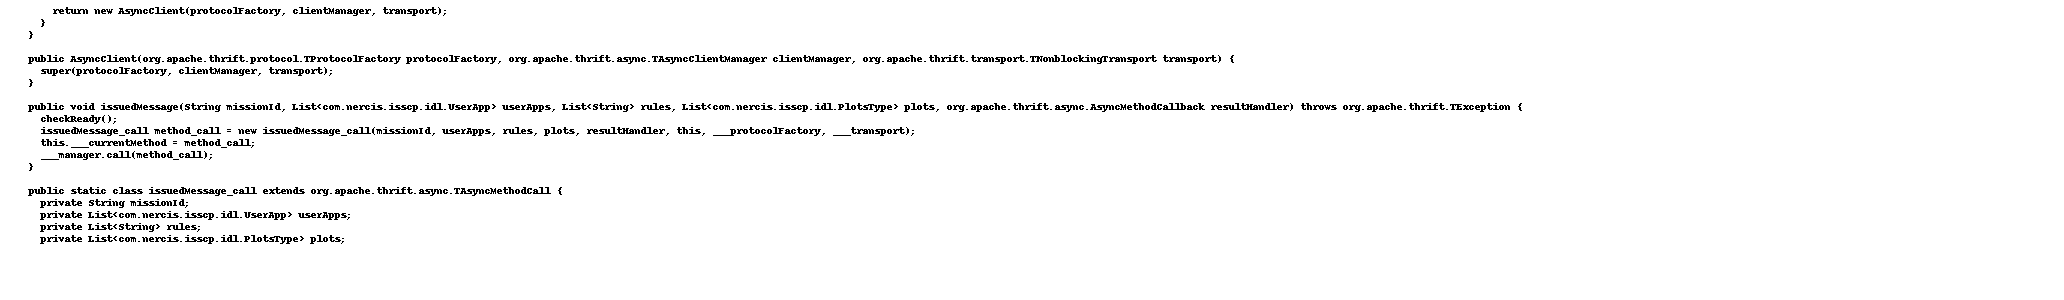 return new AsyncClient(protocolFactory, clientManager, transport);
}
}
public AsyncClient(org.apache.thrift.protocol.TProtocolFactory protocolFactory, org.apache.thrift.async.TAsyncClientManager clientManager, org.apache.thrift.transport.TNonblockingTransport transport) {
super(protocolFactory, clientManager, transport);
}
public void issuedMessage(String missionId, List<com.nercis.isscp.idl.UserApp> userApps, List<String> rules, List<com.nercis.isscp.idl.PlotsType> plots, org.apache.thrift.async.AsyncMethodCallback resultHandler) throws org.apache.thrift.TException {
checkReady();
issuedMessage_call method_call = new issuedMessage_call(missionId, userApps, rules, plots, resultHandler, this, ___protocolFactory, ___transport);
this.___currentMethod = method_call;
___manager.call(method_call);
}
public static class issuedMessage_call extends org.apache.thrift.async.TAsyncMethodCall {
private String missionId;
private List<com.nercis.isscp.idl.UserApp> userApps;
private List<String> rules;
private List<com.nercis.isscp.idl.PlotsType> plots;